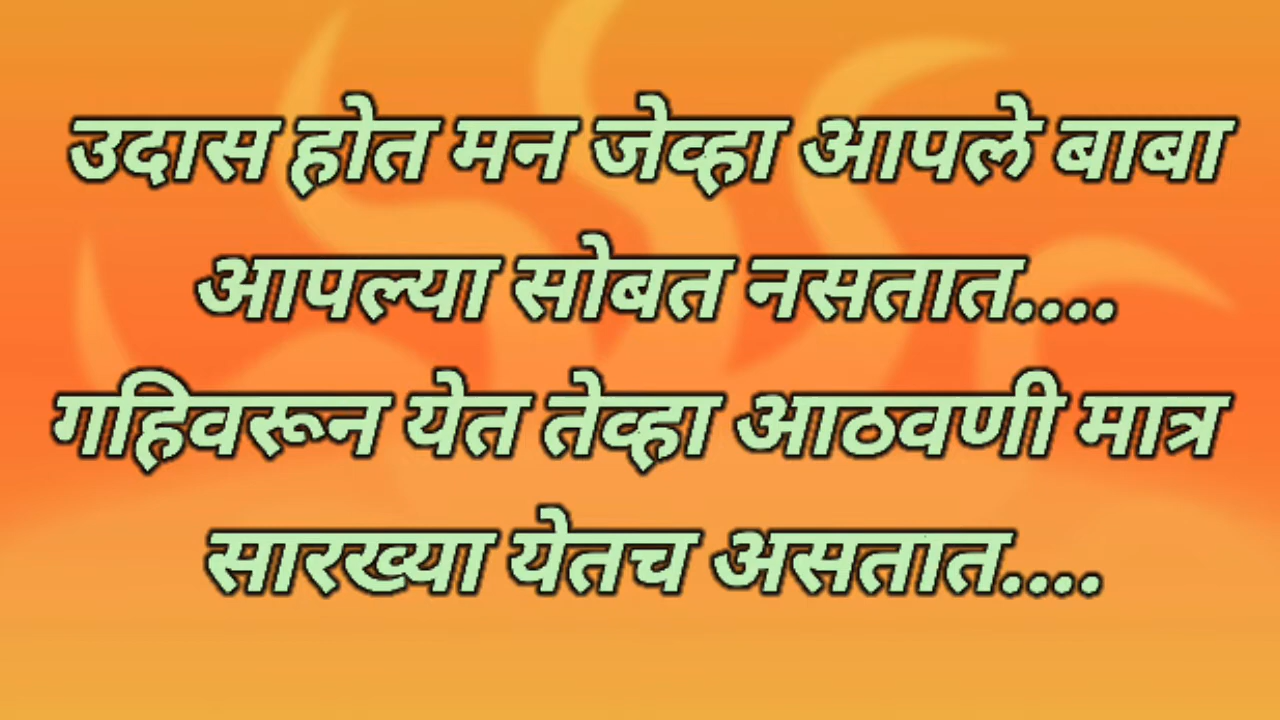 उदास होत मन जेव्हा आपले बाबा
आपल्या सोबत नसतात....
गहिवरून येत तेव्हा आठवणी मात्र
सारख्या येतच असतात....